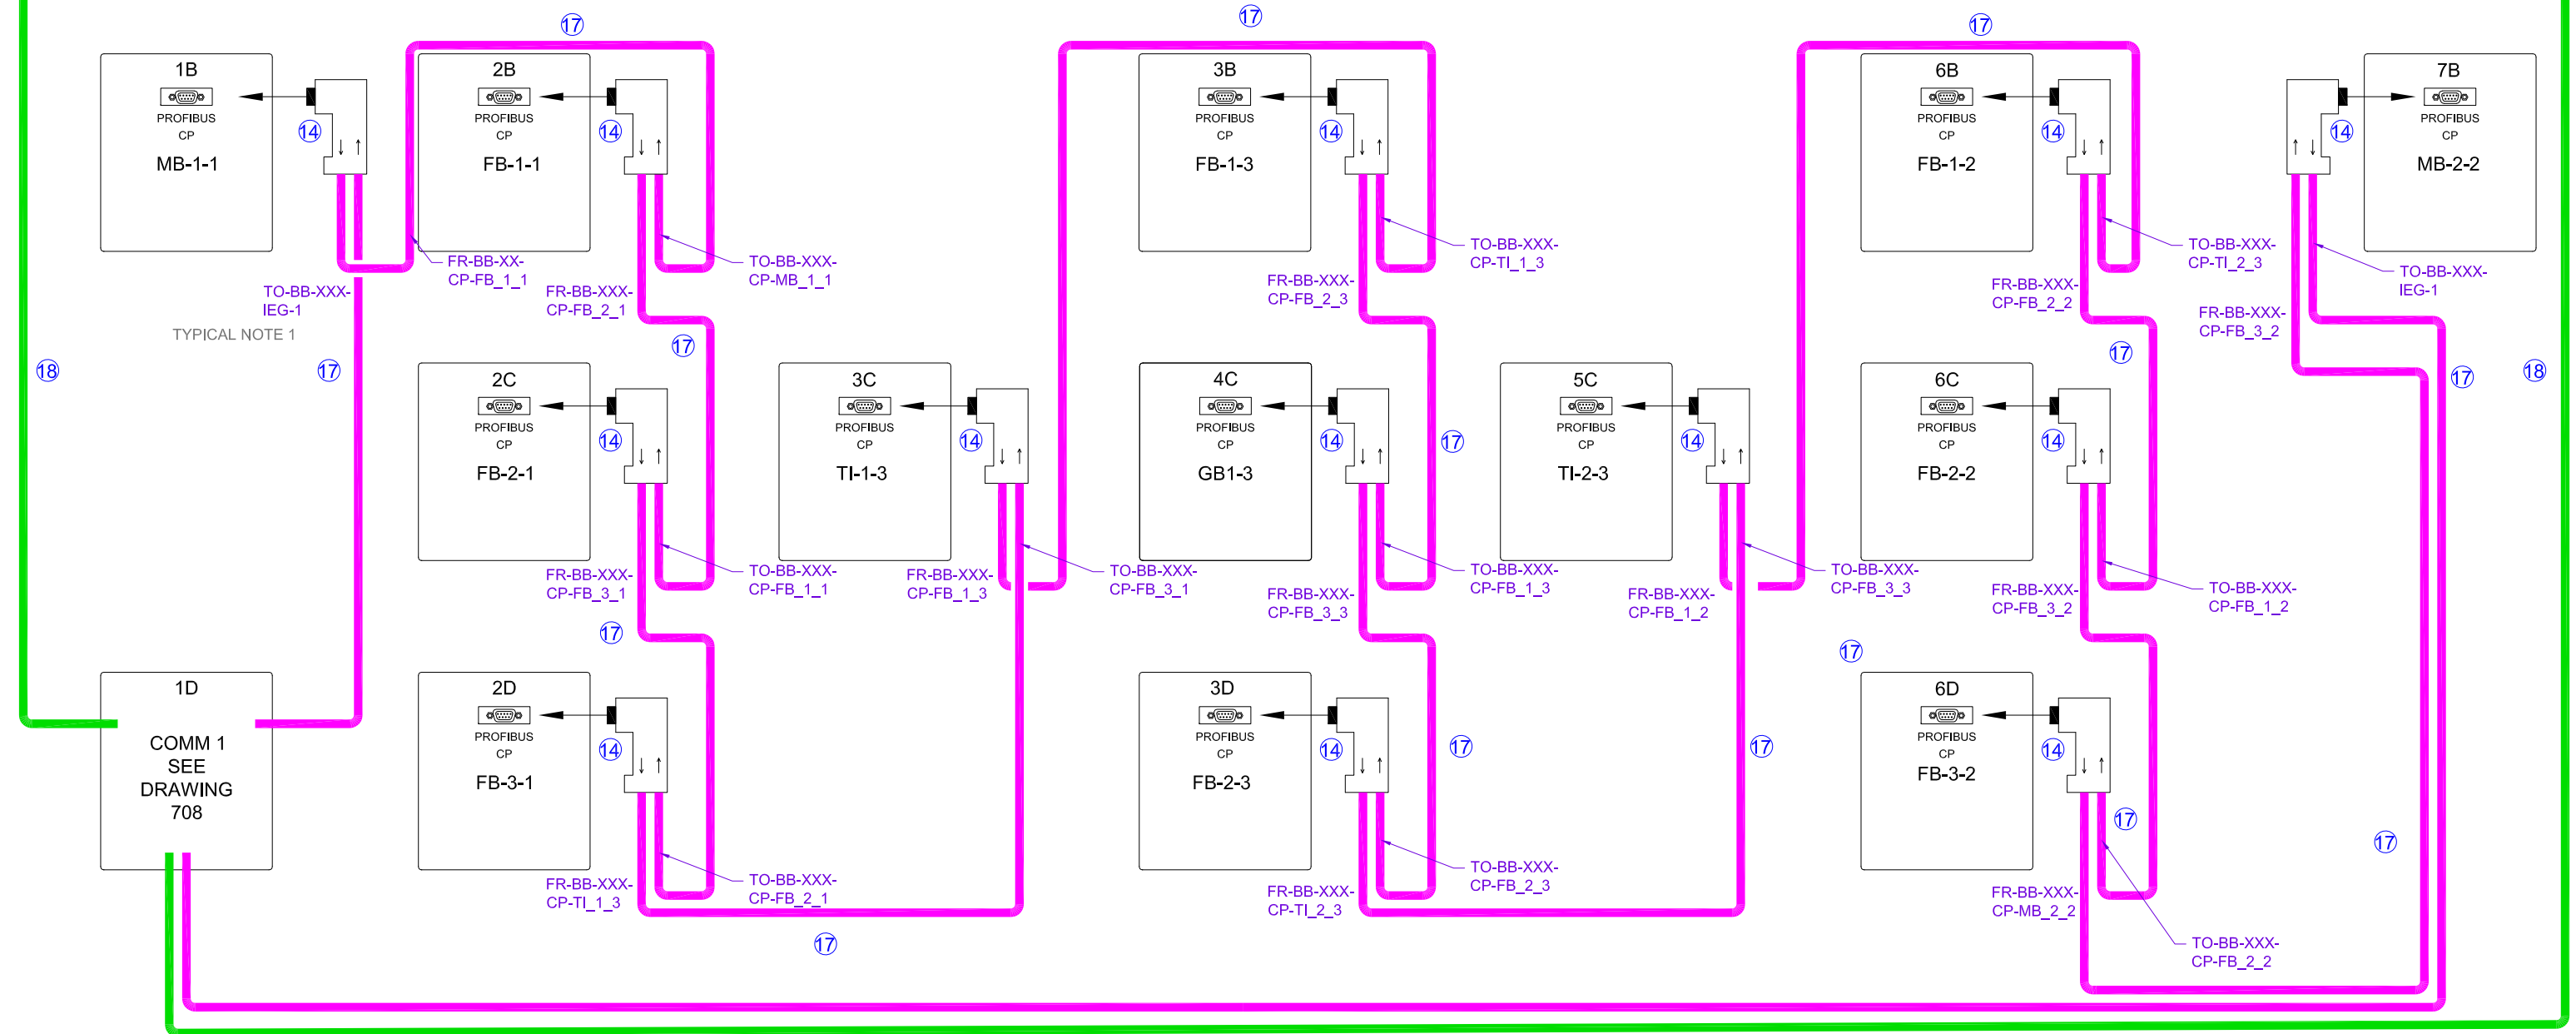 17
17
17
1B
PROFIBUS
CP
MB-1-1
14
2B
PROFIBUS
CP
FB-1-1
14
3B
PROFIBUS
CP
FB-1-3
14
6B
PROFIBUS
CP
FB-1-2
14
7B
PROFIBUS
CP
MB-2-2
14
FR-BB-XX-
CP-FB_1_1
TO-BB-XXX-
CP-MB_1_1
TO-BB-XXX-
CP-TI_1_3
TO-BB-XXX-
CP-TI_2_3
TO-BB-XXX-
IEG-1
TO-BB-XXX-
IEG-1
FR-BB-XXX-
CP-FB_2_1
FR-BB-XXX-
CP-FB_2_3
FR-BB-XXX-
CP-FB_2_2
FR-BB-XXX-
CP-FB_3_2
TYPICAL NOTE 1
17
17
18
17
17
18
2C
PROFIBUS
CP
FB-2-1
14
3C
PROFIBUS
CP
TI-1-3
14
4C
PROFIBUS
CP
GB1-3
14
17
5C
PROFIBUS
CP
TI-2-3
14
6C
PROFIBUS
CP
FB-2-2
14
FR-BB-XXX-
CP-FB_3_1
TO-BB-XXX-
CP-FB_1_1
FR-BB-XXX-
CP-FB_1_3
TO-BB-XXX-
CP-FB_3_1
FR-BB-XXX-
CP-FB_3_3
TO-BB-XXX-
CP-FB_1_3
FR-BB-XXX-
CP-FB_1_2
TO-BB-XXX-
CP-FB_3_3
FR-BB-XXX-
CP-FB_3_2
TO-BB-XXX-
CP-FB_1_2
17
17
1D
COMM 1
SEE
DRAWING
708
2D
PROFIBUS
CP
FB-3-1
14
3D
PROFIBUS
CP
FB-2-3
14
17
17
6D
PROFIBUS
CP
FB-3-2
14
17
17
FR-BB-XXX-
CP-TI_1_3
TO-BB-XXX-
CP-FB_2_1
FR-BB-XXX-
CP-TI_2_3
TO-BB-XXX-
CP-FB_2_3
FR-BB-XXX-
CP-MB_2_2
TO-BB-XXX-
CP-FB_2_2
17